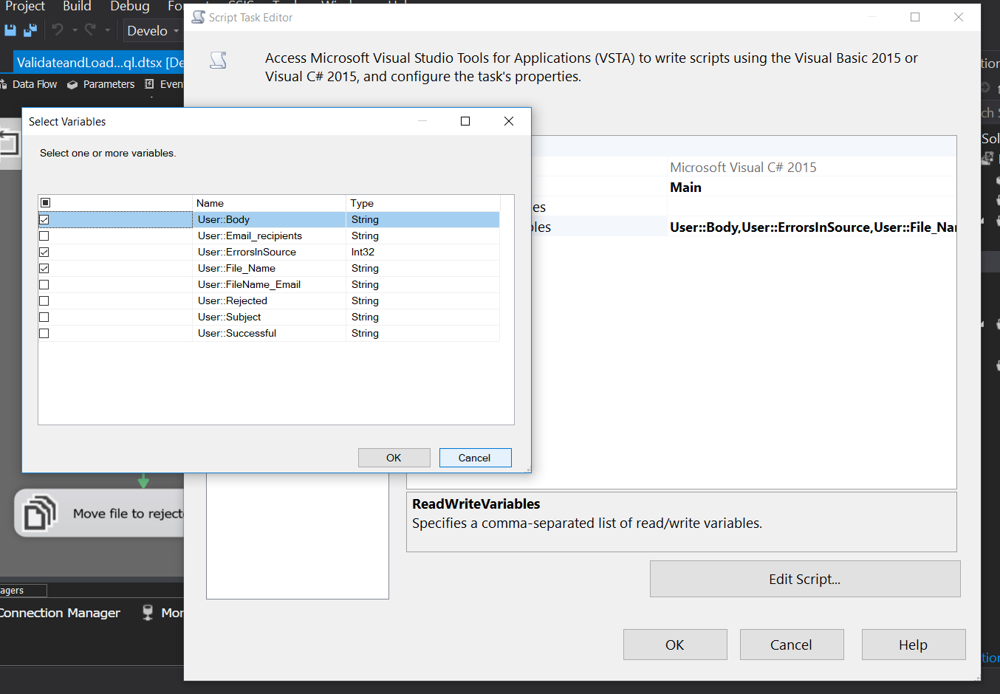 Project Build Debug
Develo
ValidateandLoad...ql.dtsx [De
Data Flow Parameters Even
Script Task Editor
Access Microsoft Visual Studio Tools for Applications (VSTA) to write scripts using the Visual Basic 2015 or
Visual C# 2015, and configure the task's properties.
Select Variables
Select one or more variables.
Name Type
User::Body String
User::Email_recipients String
User::ErrorsInSource Int32
User::File_Name String
User::FileName_Email String
User::Rejected String
User::Subject String
User::Successful String
OK Cancel
Microsoft Visual C# 2015
Main
es
bles User::Body,User::ErrorsInSource,User::File_Nar
ReadWriteVariables
Specifies a comma-separated list of read/write variables.
Edit Script...
OK Cancel Help
Move file to rejecte
agers
Connection Manager Mor
tion
ch S
Sol
tion